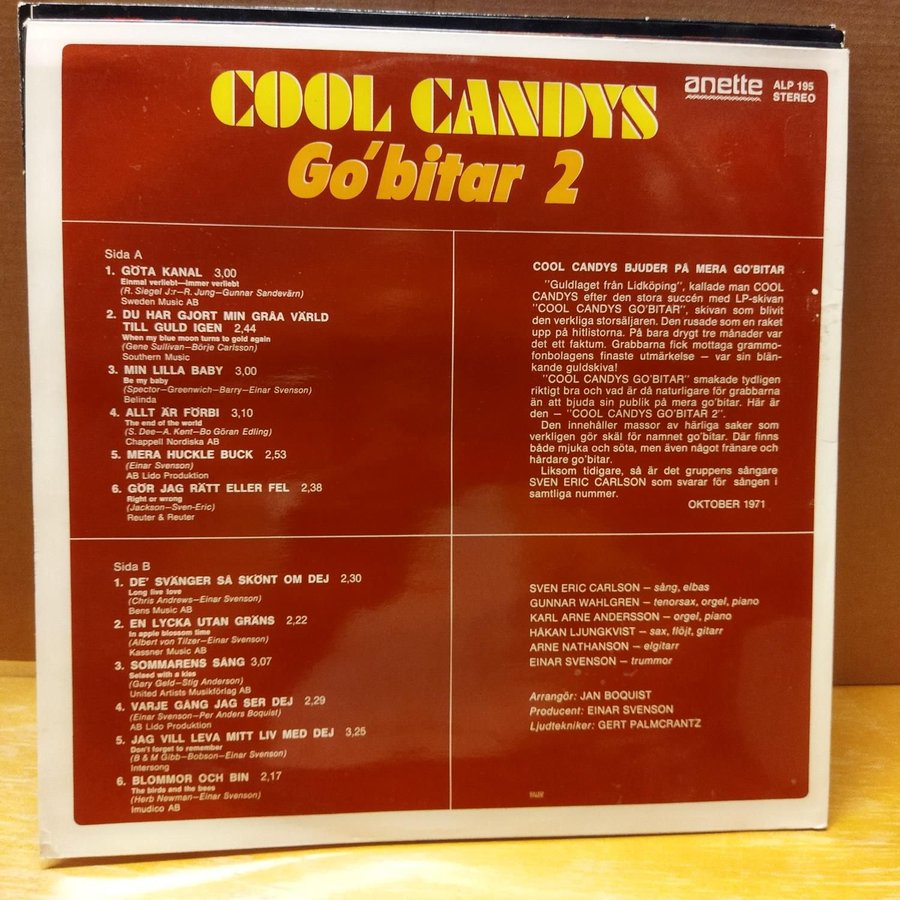 COOL CANDYS
Go'bitar 2
anette
ALP 195
STEREO
Sida A
1. GÖTA KANAL 3,00
Einmal verliebt—immer verliebt
(R. Siegel J:r—R. Jung—Gunnar Sandevärn)
Sweden Music AB
2. DU HAR GJORT MIN GRÅA VÄRLD
TILL GULD IGEN 2,44
When my blue moon turns to gold again
(Gene Sullivan—Börje Carlsson)
Southern Music
3. MIN LILLA BABY 3,00
Be my baby
(Spector—Greenwich—Barry—Einar Svenson)
Belinda
4. ALLT ÄR FÖRBI 3,10
The end of the world
(S. Dee—A. Kent—Bo Göran Edling)
Chappell Nordiska AB
5. MERA HUCKLE BUCK 2,53
(Einar Svenson)
AB Lido Produktion
6. GÖR JAG RÄTT ELLER FEL 2,38
Right or wrong
(Jackson—Sven-Eric)
Reuter & Reuter
COOL CANDYS BJUDER PÅ MERA GO'BITAR
"Guldlaget från Lidköping", kallade man COOL
CANDYS efter den stora succén med LP-skivan
"COOL CANDYS GO'BITAR", skivan som blivit
den verkliga storsäljaren. Den rusade som en raket
upp på hitlistorna. På bara drygt tre månader var
det ett faktum. Grabbarna fick mottaga grammo-
fonbolagens finaste utmärkelse — var sin blän-
kande guldskiva!
"COOL CANDYS GO'BITAR" smakade tydligen
riktigt bra och vad är då naturligare för grabbarna
än att bjuda sin publik på mera go'bitar. Här är
den — "COOL CANDYS GO'BITAR 2".
Den innehåller massor av härliga saker som
verkligen gör skäl för namnet go'bitar. Där finns
både mjuka och söta, men även något fränare och
hårdare go'bitar.
Liksom tidigare, så är det gruppens sångare
SVEN ERIC CARLSON som svarar för sången i
samtliga nummer.
OKTOBER 1971
Sida B
1. DE' SVÄNGER SÅ SKÖNT OM DEJ 2,30
Long live love
(Chris Andrews—Einar Svenson)
Bens Music AB
2. EN LYCKA UTAN GRÄNS 2,22
In apple blossom time
(Albert von Tilzer—Einar Svenson)
Kassner Music AB
3. SOMMARENS SÅNG 3,07
Selaed with a kiss
(Gary Geld—Stig Anderson)
United Artists Musikförlag AB
4. VARJE GÅNG JAG SER DEJ 2,29
(Einar Svenson—Per Anders Boquist)
AB Lido Produktion
5. JAG VILL LEVA MITT LIV MED DEJ 3,25
Don't forget to remember
(B & M Gibb—Bobson—Einar Svenson)
Intersong
6. BLOMMOR OCH BIN 2,17
The birds and the bees
(Herb Newman—Einar Svenson)
Imudico AB
SVEN ERIC CARLSON — sång, elbas
GUNNAR WAHLGREN — tenorsax, orgel, piano
KARL ARNE ANDERSSON — orgel, piano
HÅKAN LJUNGKVIST — sax, flöjt, gitarr
ARNE NATHANSON — elgitarr
EINAR SVENSON — trummor
Arrangör: JAN BOQUIST
Producent: EINAR SVENSON
Ljudtekniker: GERT PALMCRANTZ